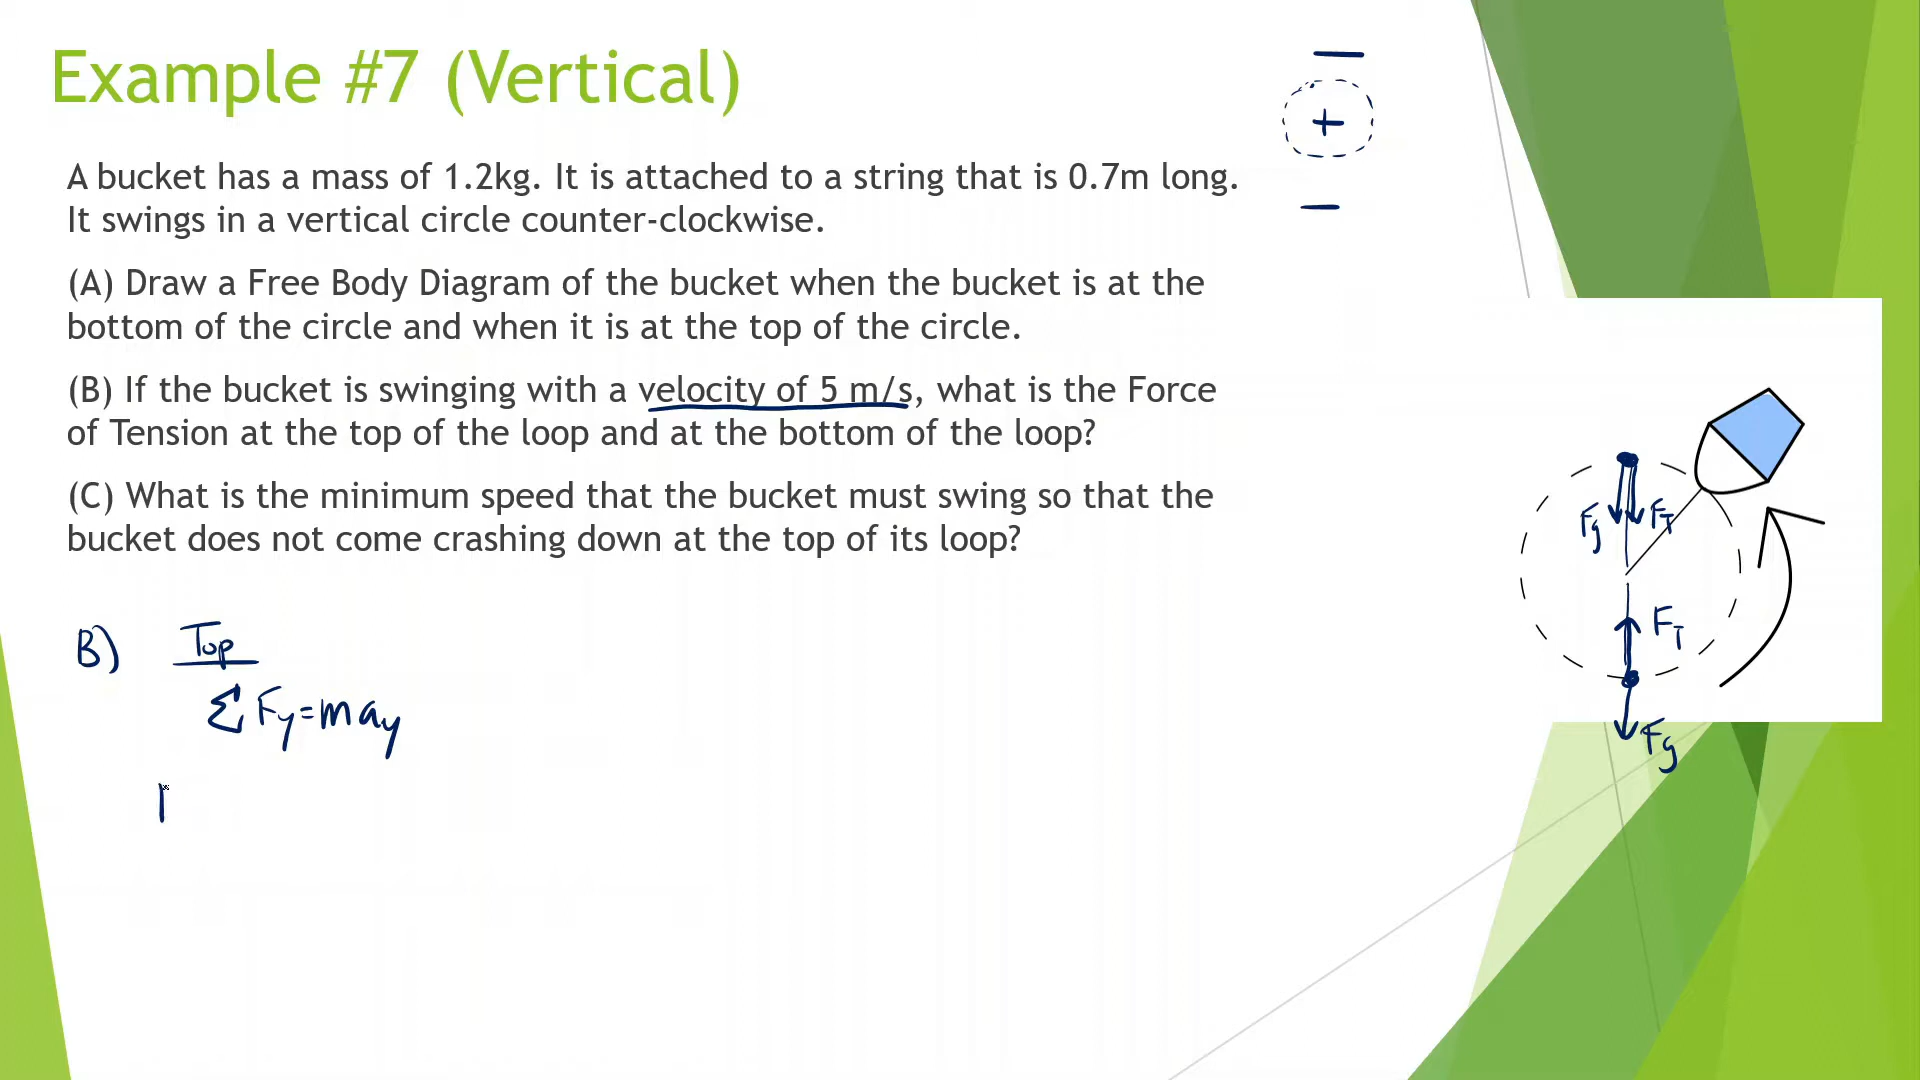 Example #7 (Vertical)
A bucket has a mass of 1.2kg. It is attached to a string that is 0.7m long.
It swings in a vertical circle counter-clockwise.
(A) Draw a Free Body Diagram of the bucket when the bucket is at the
bottom of the circle and when it is at the top of the circle.
(B) If the bucket is swinging with a velocity of 5 m/s, what is the Force
of Tension at the top of the loop and at the bottom of the loop?
(C) What is the minimum speed that the bucket must swing so that the
bucket does not come crashing down at the top of its loop?
B) Top
Σ Fy = may
−
+
−
Fg FT
FT
Fg